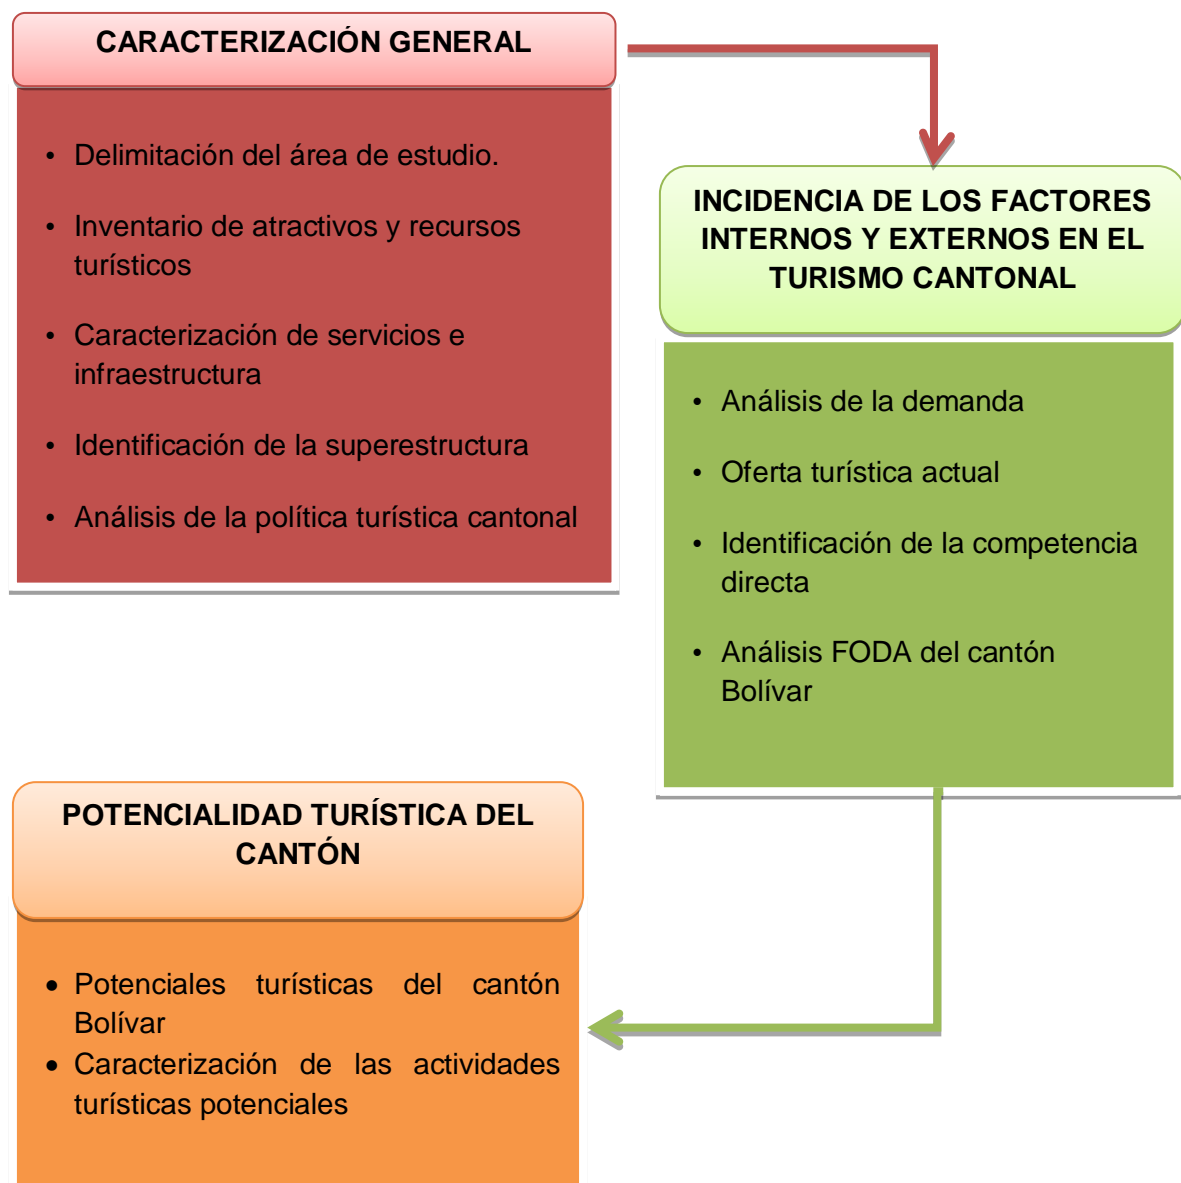 CARACTERIZACIÓN GENERAL
• Delimitación del área de estudio.
• Inventario de atractivos y recursos
turísticos
• Caracterización de servicios e
infraestructura
• Identificación de la superestructura
• Análisis de la política turística cantonal
INCIDENCIA DE LOS FACTORES
INTERNOS Y EXTERNOS EN EL
TURISMO CANTONAL
• Análisis de la demanda
• Oferta turística actual
• Identificación de la competencia
directa
• Análisis FODA del cantón
Bolívar
POTENCIALIDAD TURÍSTICA DEL
CANTÓN
• Potenciales turísticas del cantón
Bolívar
• Caracterización de las actividades
turísticas potenciales